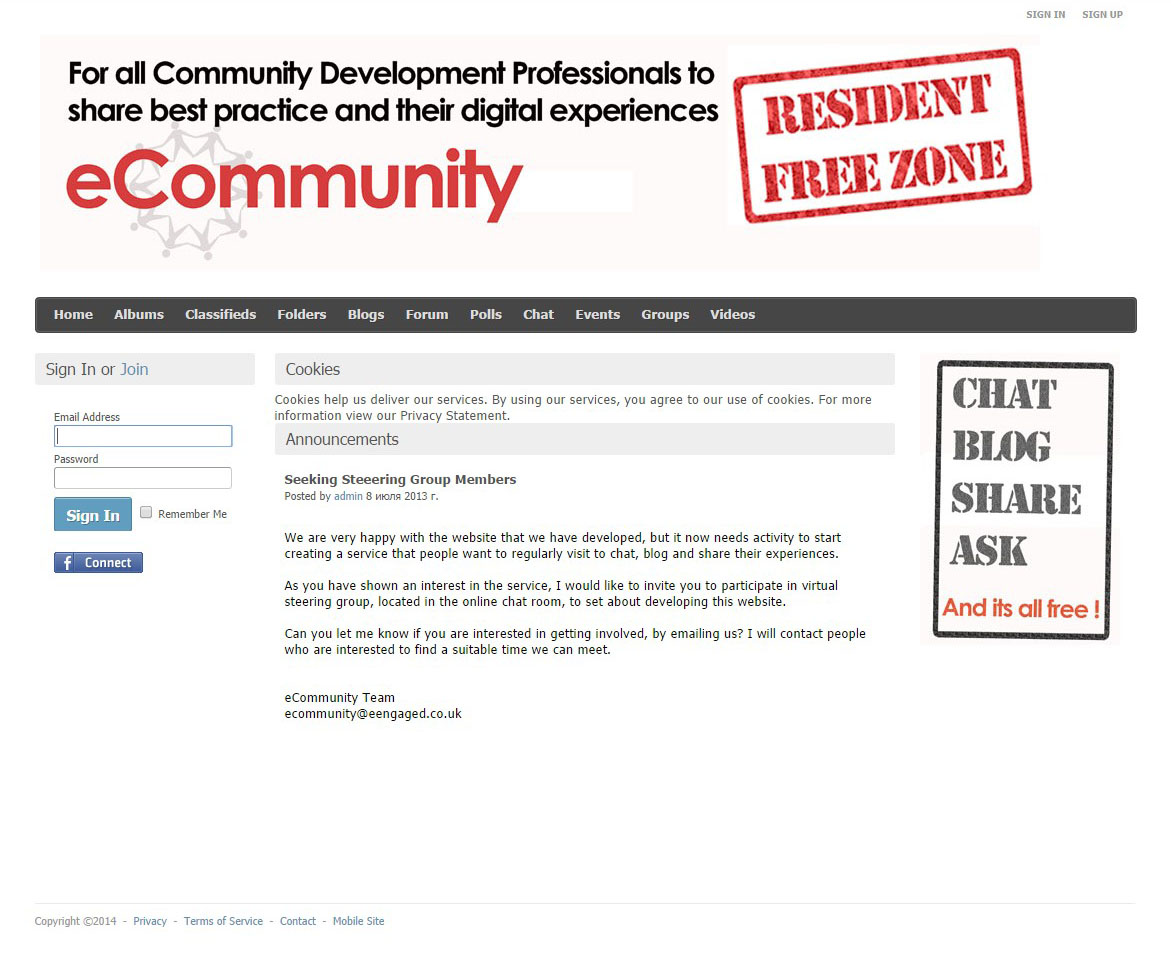 SIGN IN SIGN UP
For all Community Development Professionals to
share best practice and their digital experiences
eCommunity
RESIDENT
FREE ZONE
Home Albums Classifieds Folders Blogs Forum Polls Chat Events Groups Videos
Sign In or Join
Email Address
Password
Sign In Remember Me
f Connect
Cookies
Cookies help us deliver our services. By using our services, you agree to our use of cookies. For more
information view our Privacy Statement.
Announcements
Seeking Steeering Group Members
Posted by admin 8 июля 2013 г.
We are very happy with the website that we have developed, but it now needs activity to start
creating a service that people want to regularly visit to chat, blog and share their experiences.
As you have shown an interest in the service, I would like to invite you to participate in virtual
steering group, located in the online chat room, to set about developing this website.
Can you let me know if you are interested in getting involved, by emailing us? I will contact people
who are interested to find a suitable time we can meet.
eCommunity Team
ecommunity@eengaged.co.uk
CHAT
BLOG
SHARE
ASK
And its all free !
Copyright ©2014 - Privacy - Terms of Service - Contact - Mobile Site